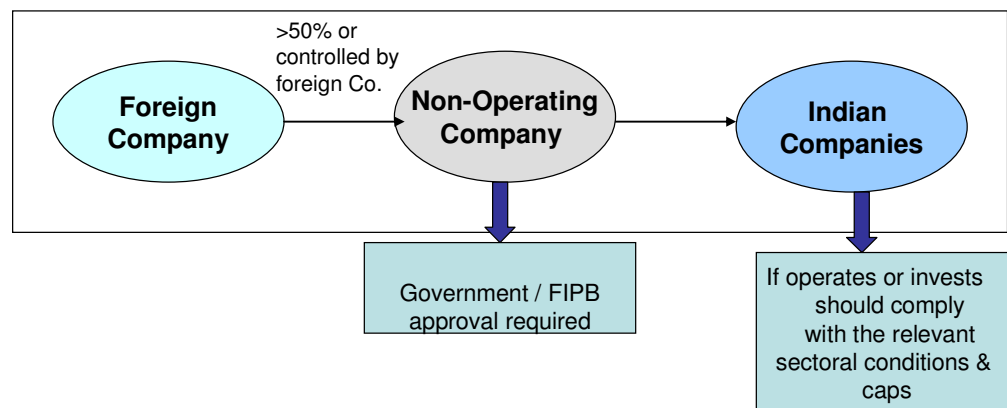 >50% or
controlled by
foreign Co.
Foreign
Company
Non-Operating
Company
Indian
Companies
Government / FIPB
approval required
If operates or invests
should comply
with the relevant
sectoral conditions &
caps